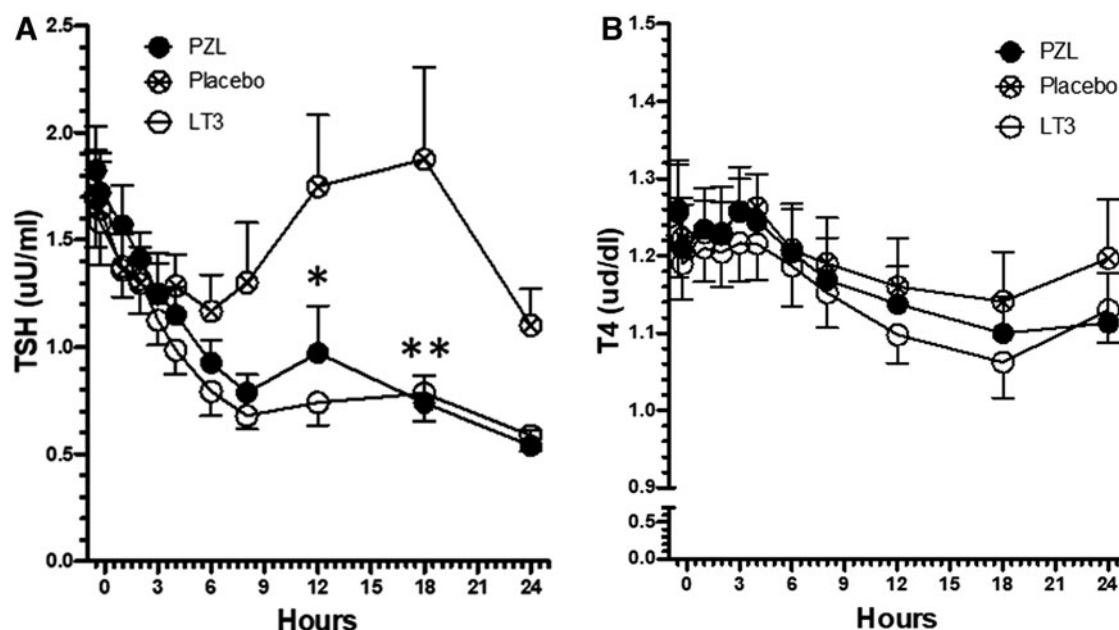 A
PZL
Placebo
LT3
TSH (uU/ml)
2.5
2.0
1.5
1.0
0.5
0.0
*
**
0 3 6 9 12 15 18 21 24
Hours
B
PZL
Placebo
LT3
T4 (ud/dl)
1.5
1.4
1.3
1.2
1.1
1.0
0.9
0.5
0.0
0 3 6 9 12 15 18 21 24
Hours